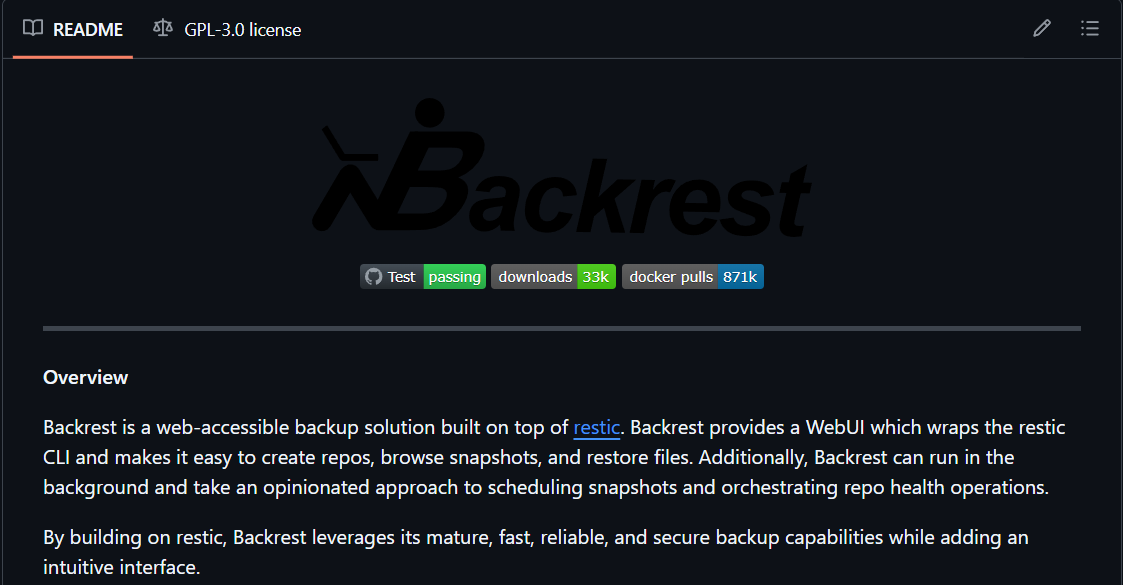 README GPL-3.0 license
Backrest
Test passing downloads 33k docker pulls 871k
Overview
Backrest is a web-accessible backup solution built on top of restic. Backrest provides a WebUI which wraps the restic
CLI and makes it easy to create repos, browse snapshots, and restore files. Additionally, Backrest can run in the
background and take an opinionated approach to scheduling snapshots and orchestrating repo health operations.
By building on restic, Backrest leverages its mature, fast, reliable, and secure backup capabilities while adding an
intuitive interface.